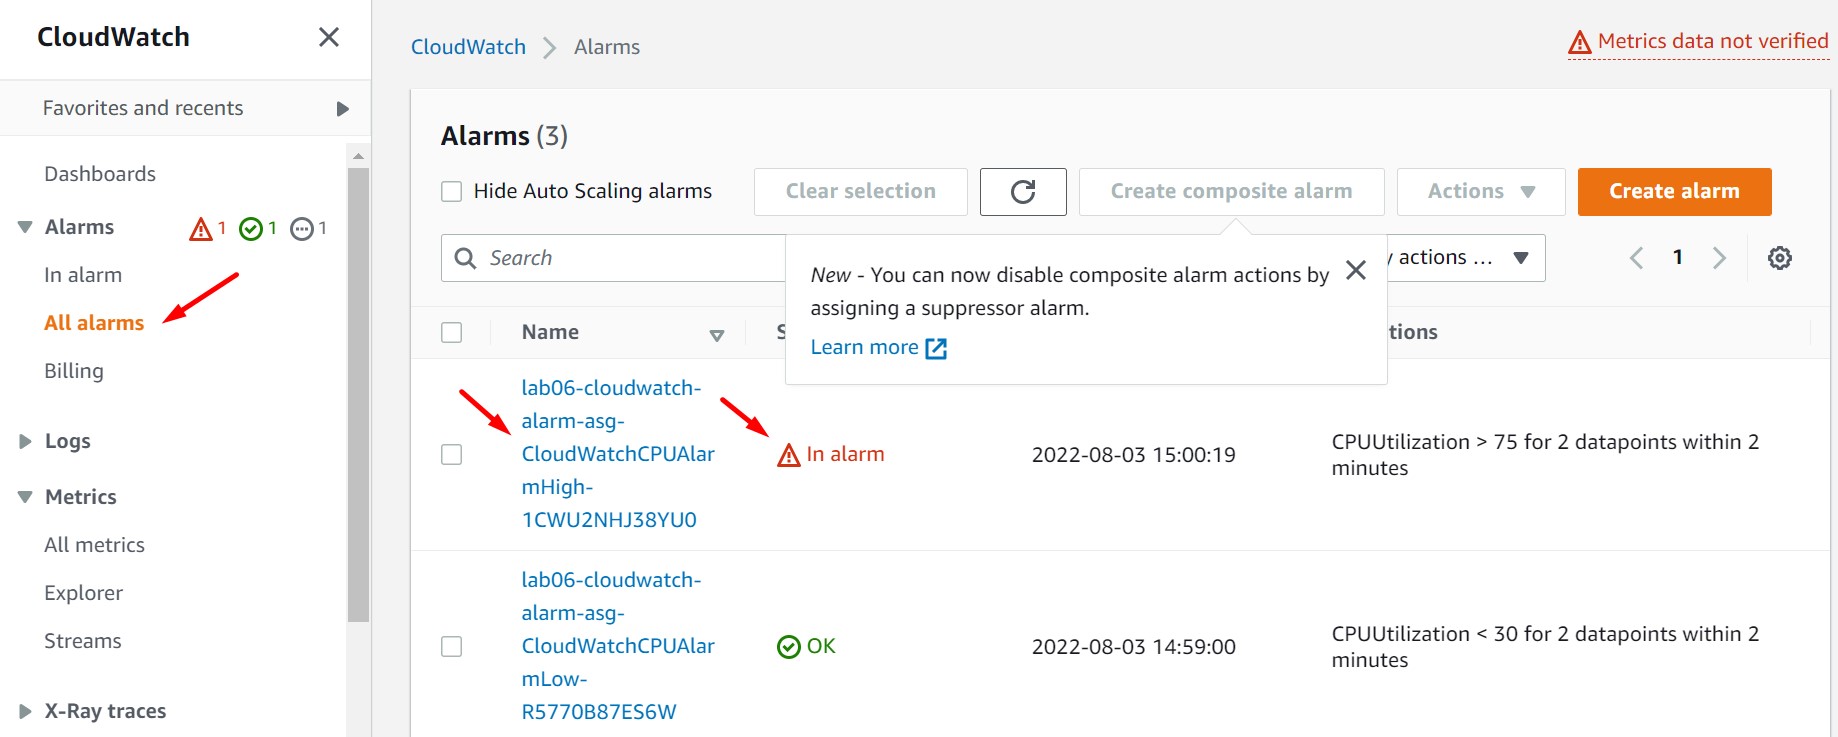 CloudWatch
Favorites and recents
Dashboards
Alarms 1 1 1
In alarm
All alarms
Billing
Logs
Metrics
All metrics
Explorer
Streams
X-Ray traces
CloudWatch Alarms
Metrics data not verified
Alarms (3)
Hide Auto Scaling alarms
Clear selection
Create composite alarm
Actions
Create alarm
Search
New - You can now disable composite alarm actions by
assigning a suppressor alarm.
Learn more
y actions ...
1
Name
S
tions
lab06-cloudwatch-
alarm-asg-
CloudWatchCPUAlar
mHigh-
1CWU2NHJ38YU0
In alarm
2022-08-03 15:00:19
CPUUtilization > 75 for 2 datapoints within 2
minutes
lab06-cloudwatch-
alarm-asg-
CloudWatchCPUAlar
mLow-
R5770B87ES6W
OK
2022-08-03 14:59:00
CPUUtilization < 30 for 2 datapoints within 2
minutes